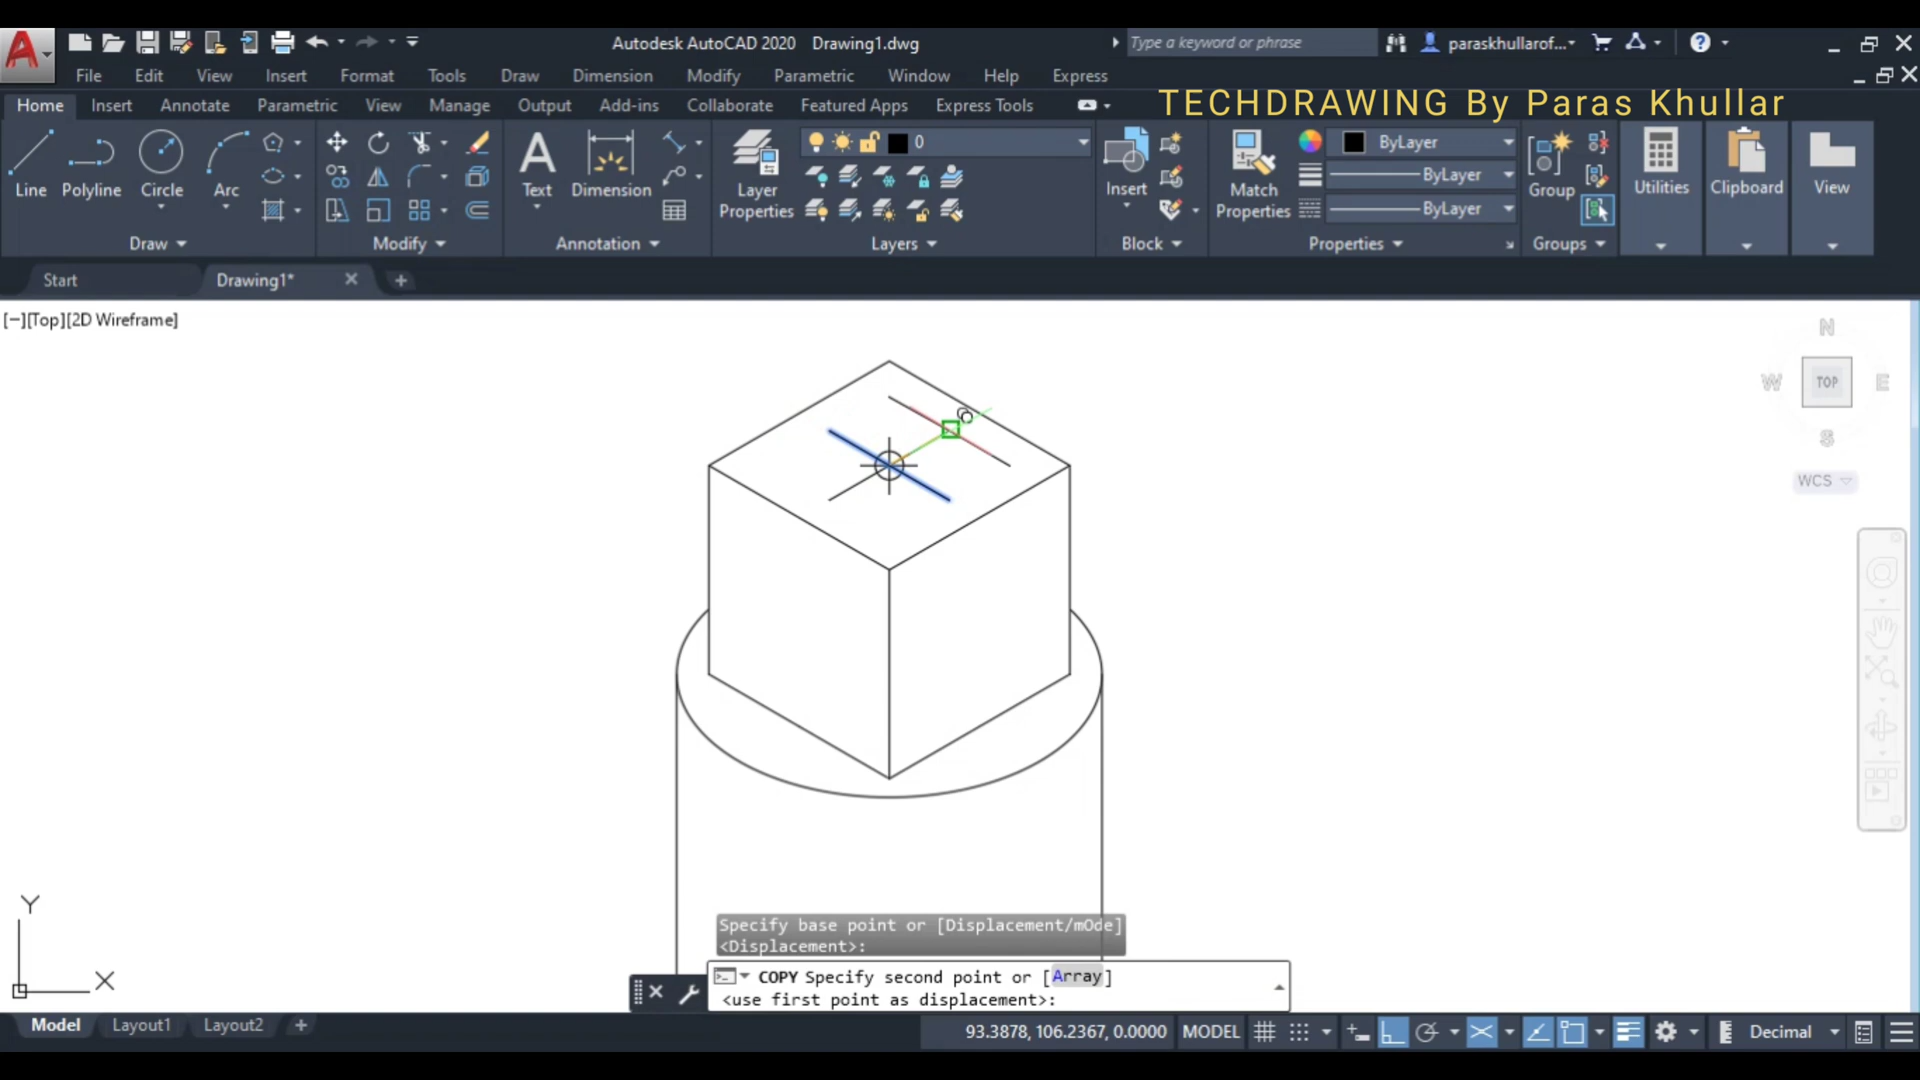 Autodesk AutoCAD 2020 Drawing1.dwg
Type a keyword or phrase
paraskhullarof...
File Edit View Insert Format Tools Draw Dimension Modify Parametric Window Help Express
Home Insert Annotate Parametric View Manage Output Add-ins Collaborate Featured Apps Express Tools
TECHDRAWING By Paras Khullar
0
ByLayer
ByLayer
ByLayer
Line Polyline Circle Arc
Text Dimension
Layer
Properties
Insert
Match
Properties
Group
Utilities Clipboard View
Draw Modify Annotation Layers Block Properties Groups
Start Drawing1*
[−][Top][2D Wireframe]
N
W TOP E
S
WCS
Y
X
Specify base point or [Displacement/mOde]
<Displacement>:
COPY Specify second point or [Array]
<use first point as displacement>:
Model Layout1 Layout2
93.3878, 106.2367, 0.0000 MODEL Decimal